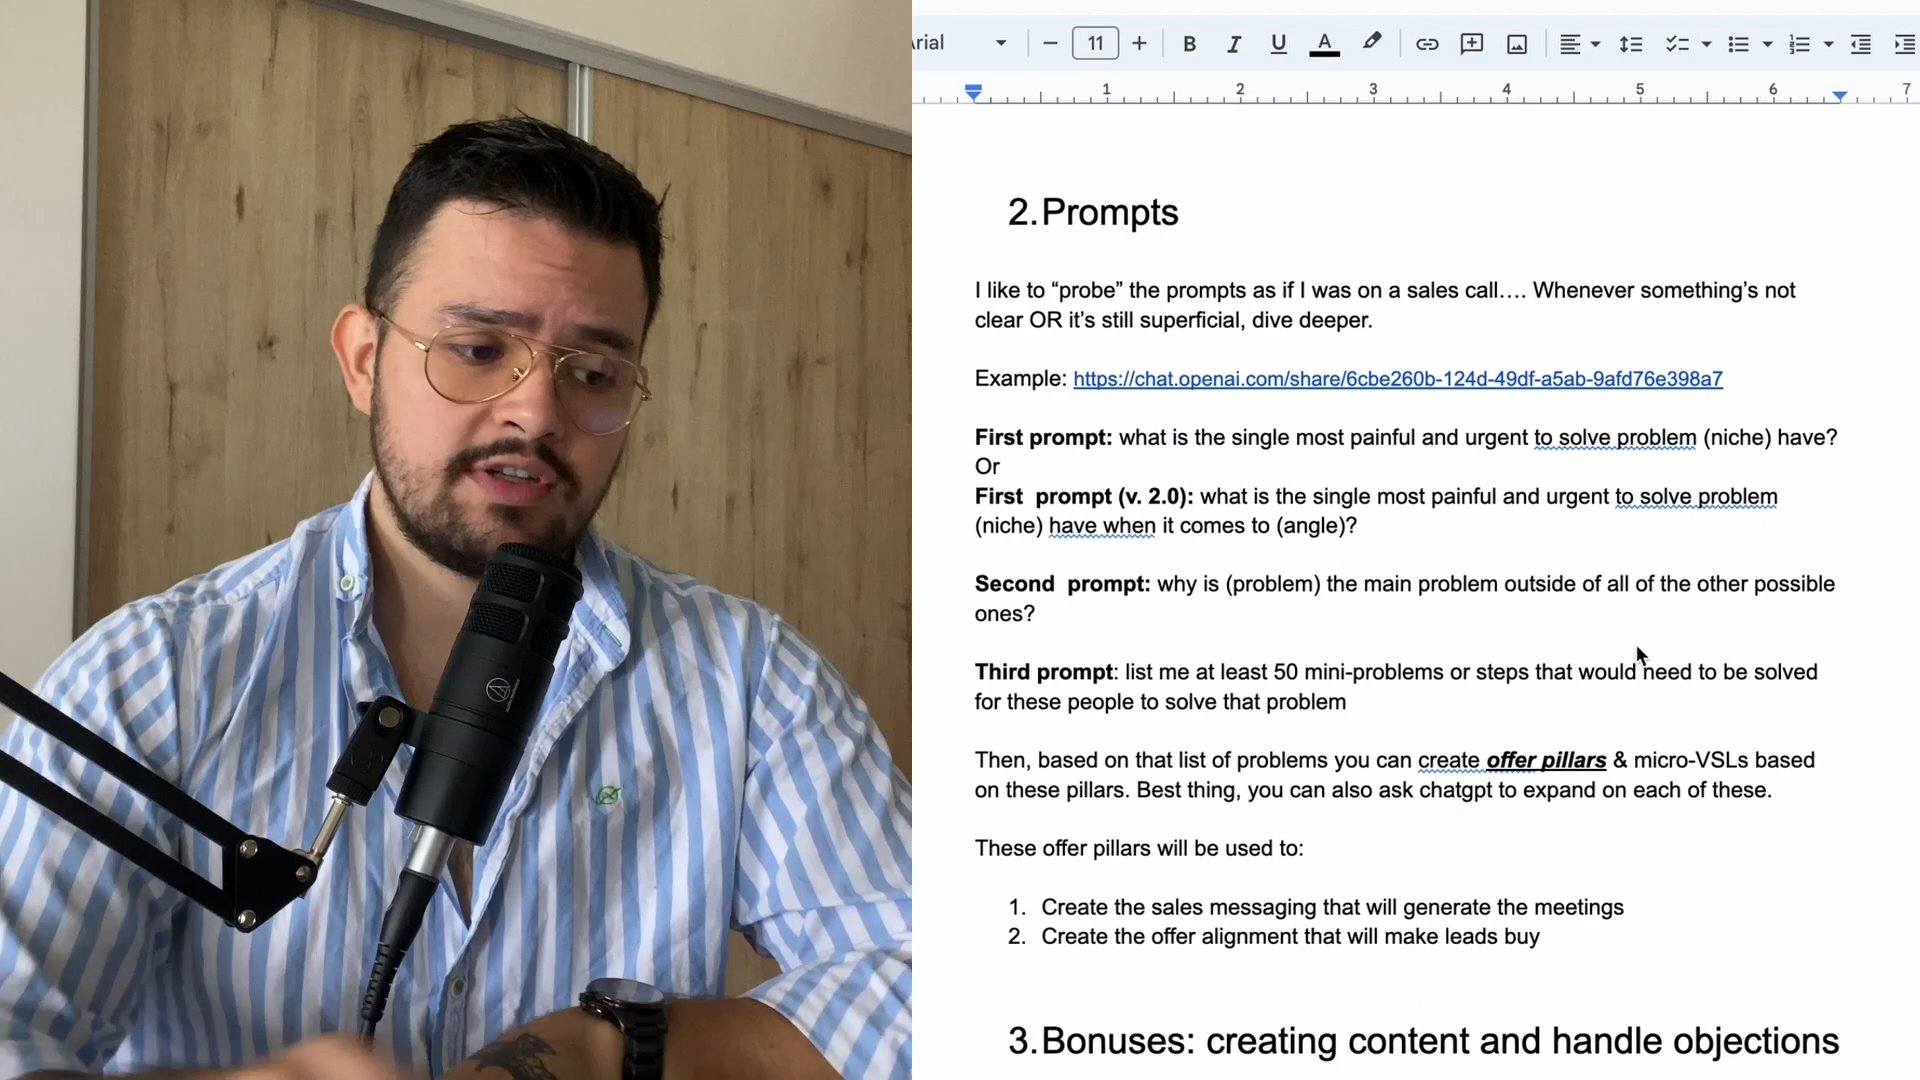 rial
11
1 2 3 4 5 6 7
2. Prompts
I like to “probe” the prompts as if I was on a sales call…. Whenever something’s not
clear OR it’s still superficial, dive deeper.
Example: https://chat.openai.com/share/6cbe260b-124d-49df-a5ab-9afd76e398a7
First prompt: what is the single most painful and urgent to solve problem (niche) have?
Or
First  prompt (v. 2.0): what is the single most painful and urgent to solve problem
(niche) have when it comes to (angle)?
Second  prompt: why is (problem) the main problem outside of all of the other possible
ones?
Third prompt: list me at least 50 mini-problems or steps that would need to be solved
for these people to solve that problem
Then, based on that list of problems you can create offer pillars & micro-VSLs based
on these pillars. Best thing, you can also ask chatgpt to expand on each of these.
These offer pillars will be used to:
1. Create the sales messaging that will generate the meetings
2. Create the offer alignment that will make leads buy
3. Bonuses: creating content and handle objections